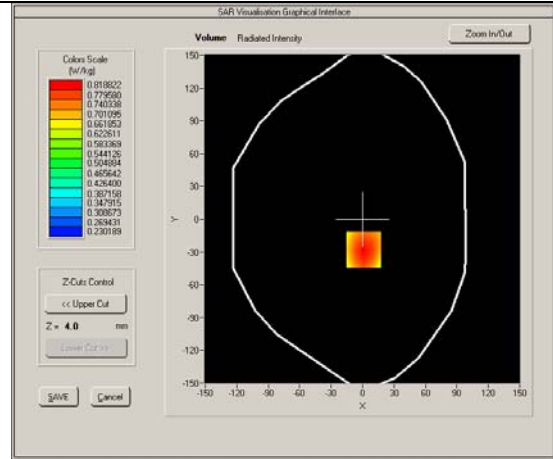 SAR Visualisation Graphical Interface
Volume Radiated Intensity
Zoom In/Out
Colors Scale
(W/kg)
0.818822
0.779580
0.740338
0.701095
0.661853
0.622611
0.583369
0.544126
0.504884
0.465642
0.426400
0.387158
0.347915
0.308673
0.269431
0.230189
Z-Cuts Control
<< Upper Cut
Z = 4.0 mm
Lower Cut >>
SAVE
Cancel
150
120
90
60
30
0
-30
-60
-90
-120
-150
Y
-150 -120 -90 -60 -30 0 30 60 90 120 150
X